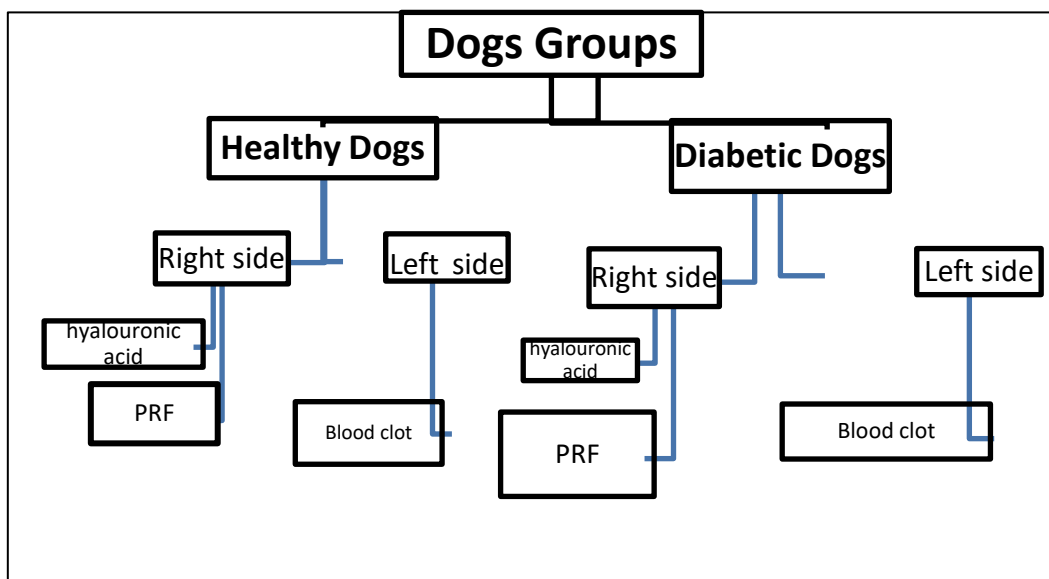 Dogs Groups
Healthy Dogs
Diabetic Dogs
Right side
Left side
Right side
Left side
hyalouronic
acid
hyalouronic
acid
PRF
Blood clot
PRF
Blood clot